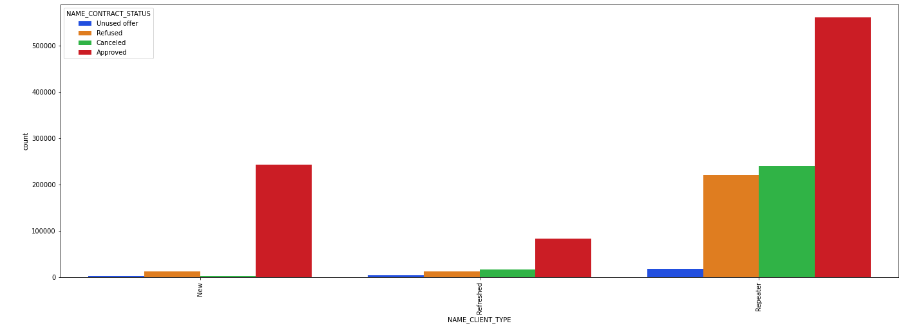 NAME_CONTRACT_STATUS
Unused offer
Refused
Canceled
Approved
count
500000
400000
300000
200000
100000
0
New
Refreshed
Repeater
NAME_CLIENT_TYPE